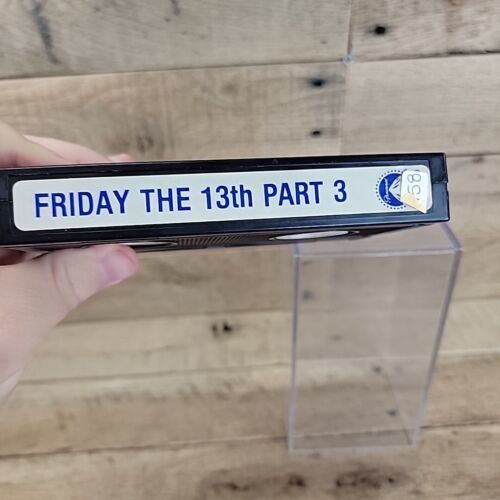 FRIDAY THE 13th PART 3
58